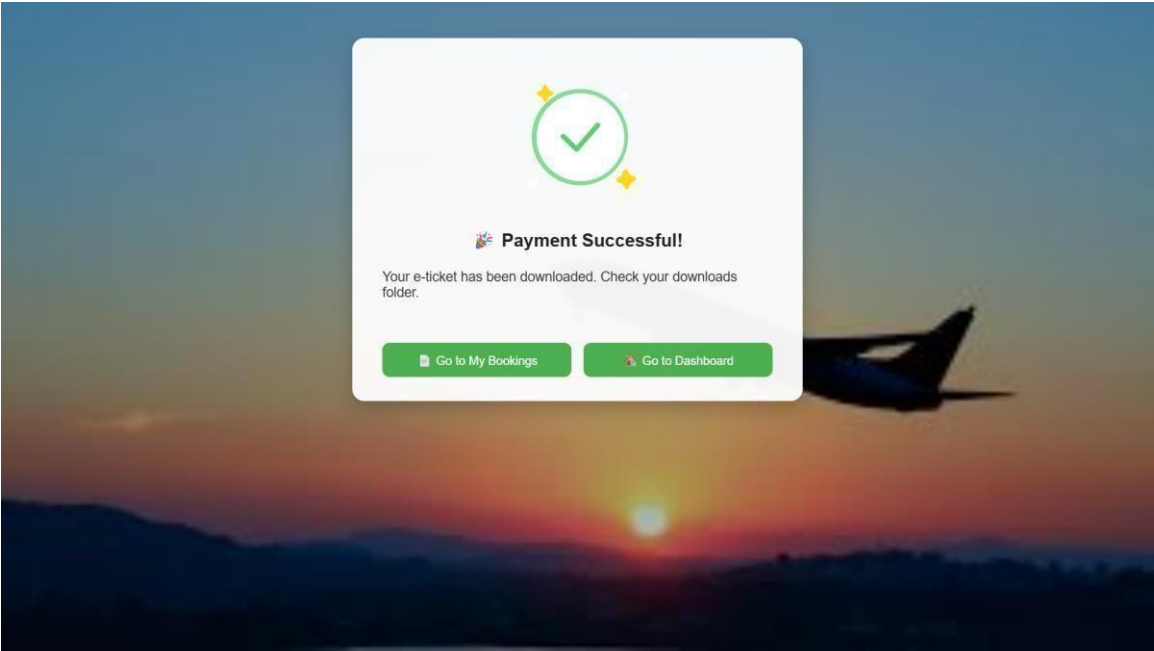 🎉 Payment Successful!
Your e-ticket has been downloaded. Check your downloads
folder.
📄 Go to My Bookings
🏠 Go to Dashboard